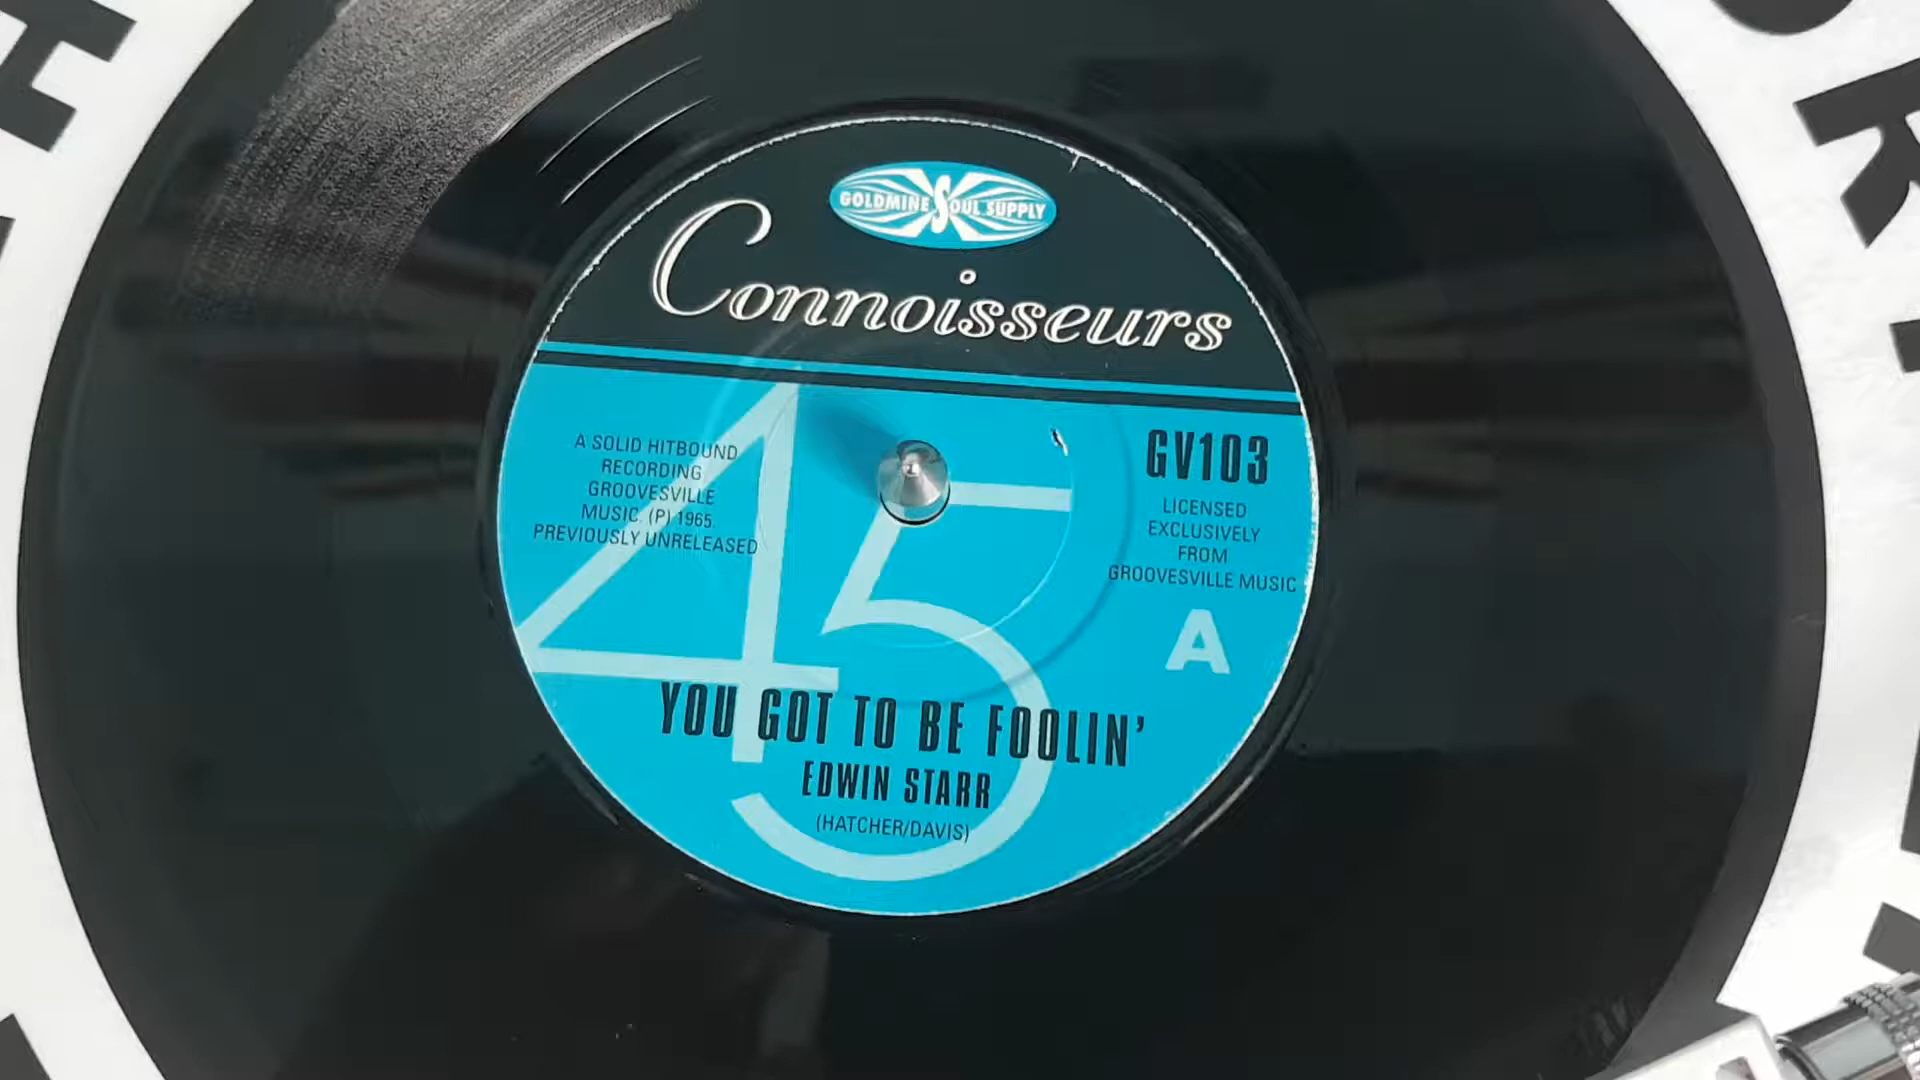 GOLDMINE SOUL SUPPLY
Connoisseurs
A SOLID HITBOUND
RECORDING
GROOVESVILLE
MUSIC. (P) 1965.
PREVIOUSLY UNRELEASED
45
GV103
LICENSED
EXCLUSIVELY
FROM
GROOVESVILLE MUSIC
A
YOU GOT TO BE FOOLIN'
EDWIN STARR
(HATCHER/DAVIS)